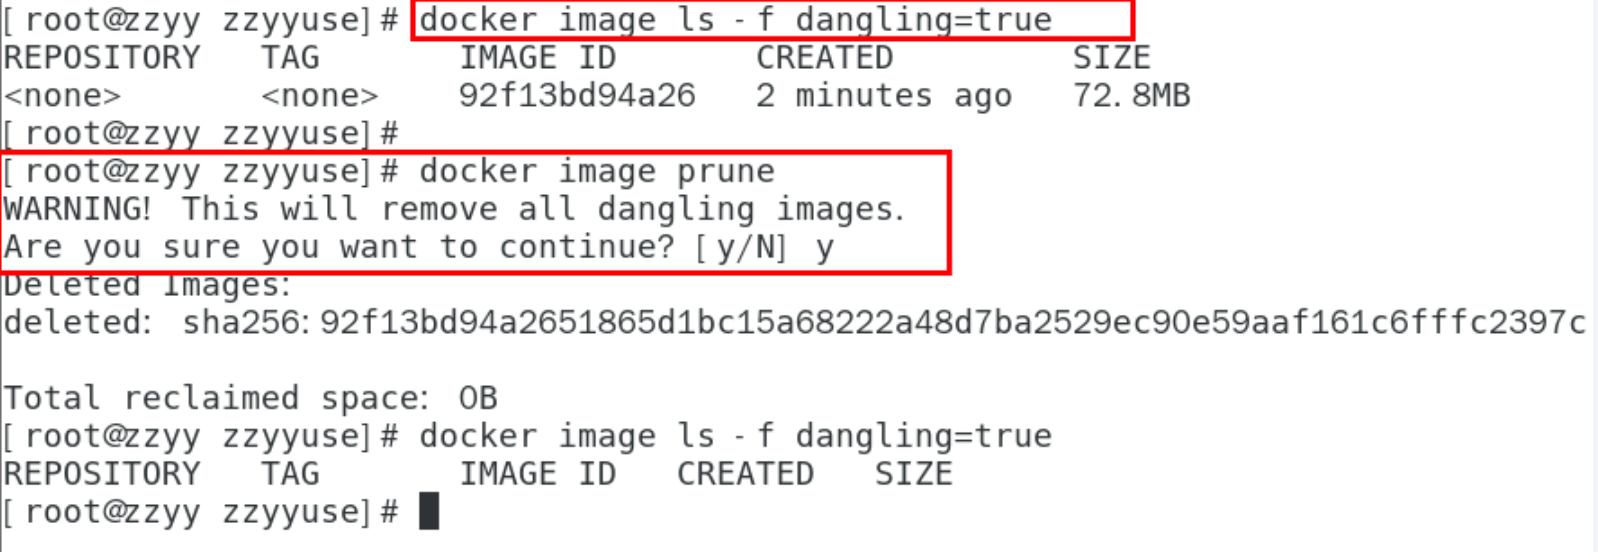 [root@zzyy zzyyuse]# docker image ls -f dangling=true
REPOSITORY   TAG       IMAGE ID       CREATED         SIZE
<none>       <none>    92f13bd94a26   2 minutes ago   72.8MB
[root@zzyy zzyyuse]#
[root@zzyy zzyyuse]# docker image prune
WARNING! This will remove all dangling images.
Are you sure you want to continue? [y/N] y
Deleted Images:
deleted: sha256:92f13bd94a2651865d1bc15a68222a48d7ba2529ec90e59aaf161c6fffc2397c
Total reclaimed space: 0B
[root@zzyy zzyyuse]# docker image ls -f dangling=true
REPOSITORY   TAG       IMAGE ID   CREATED   SIZE
[root@zzyy zzyyuse]#